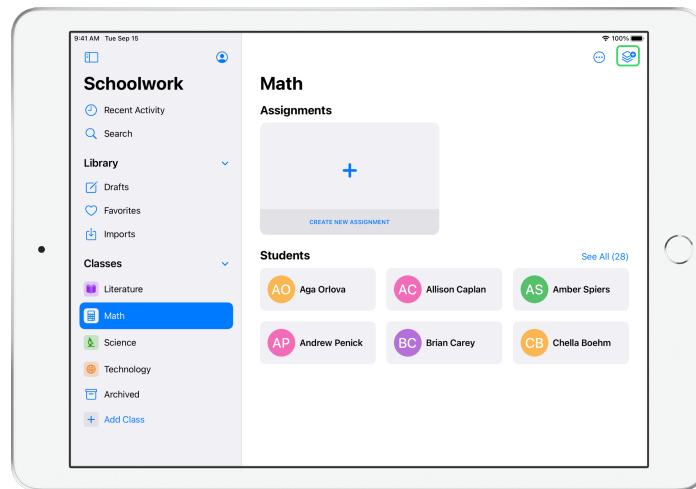 9:41 AM Tue Sep 15
100%
Schoolwork
Recent Activity
Search
Library
Drafts
Favorites
Imports
Classes
Literature
Math
Science
Technology
Archived
Add Class
Math
Assignments
CREATE NEW ASSIGNMENT
Students
See All (28)
AO Aga Orlova
AC Allison Caplan
AS Amber Spiers
AP Andrew Penick
BC Brian Carey
CB Chella Boehm